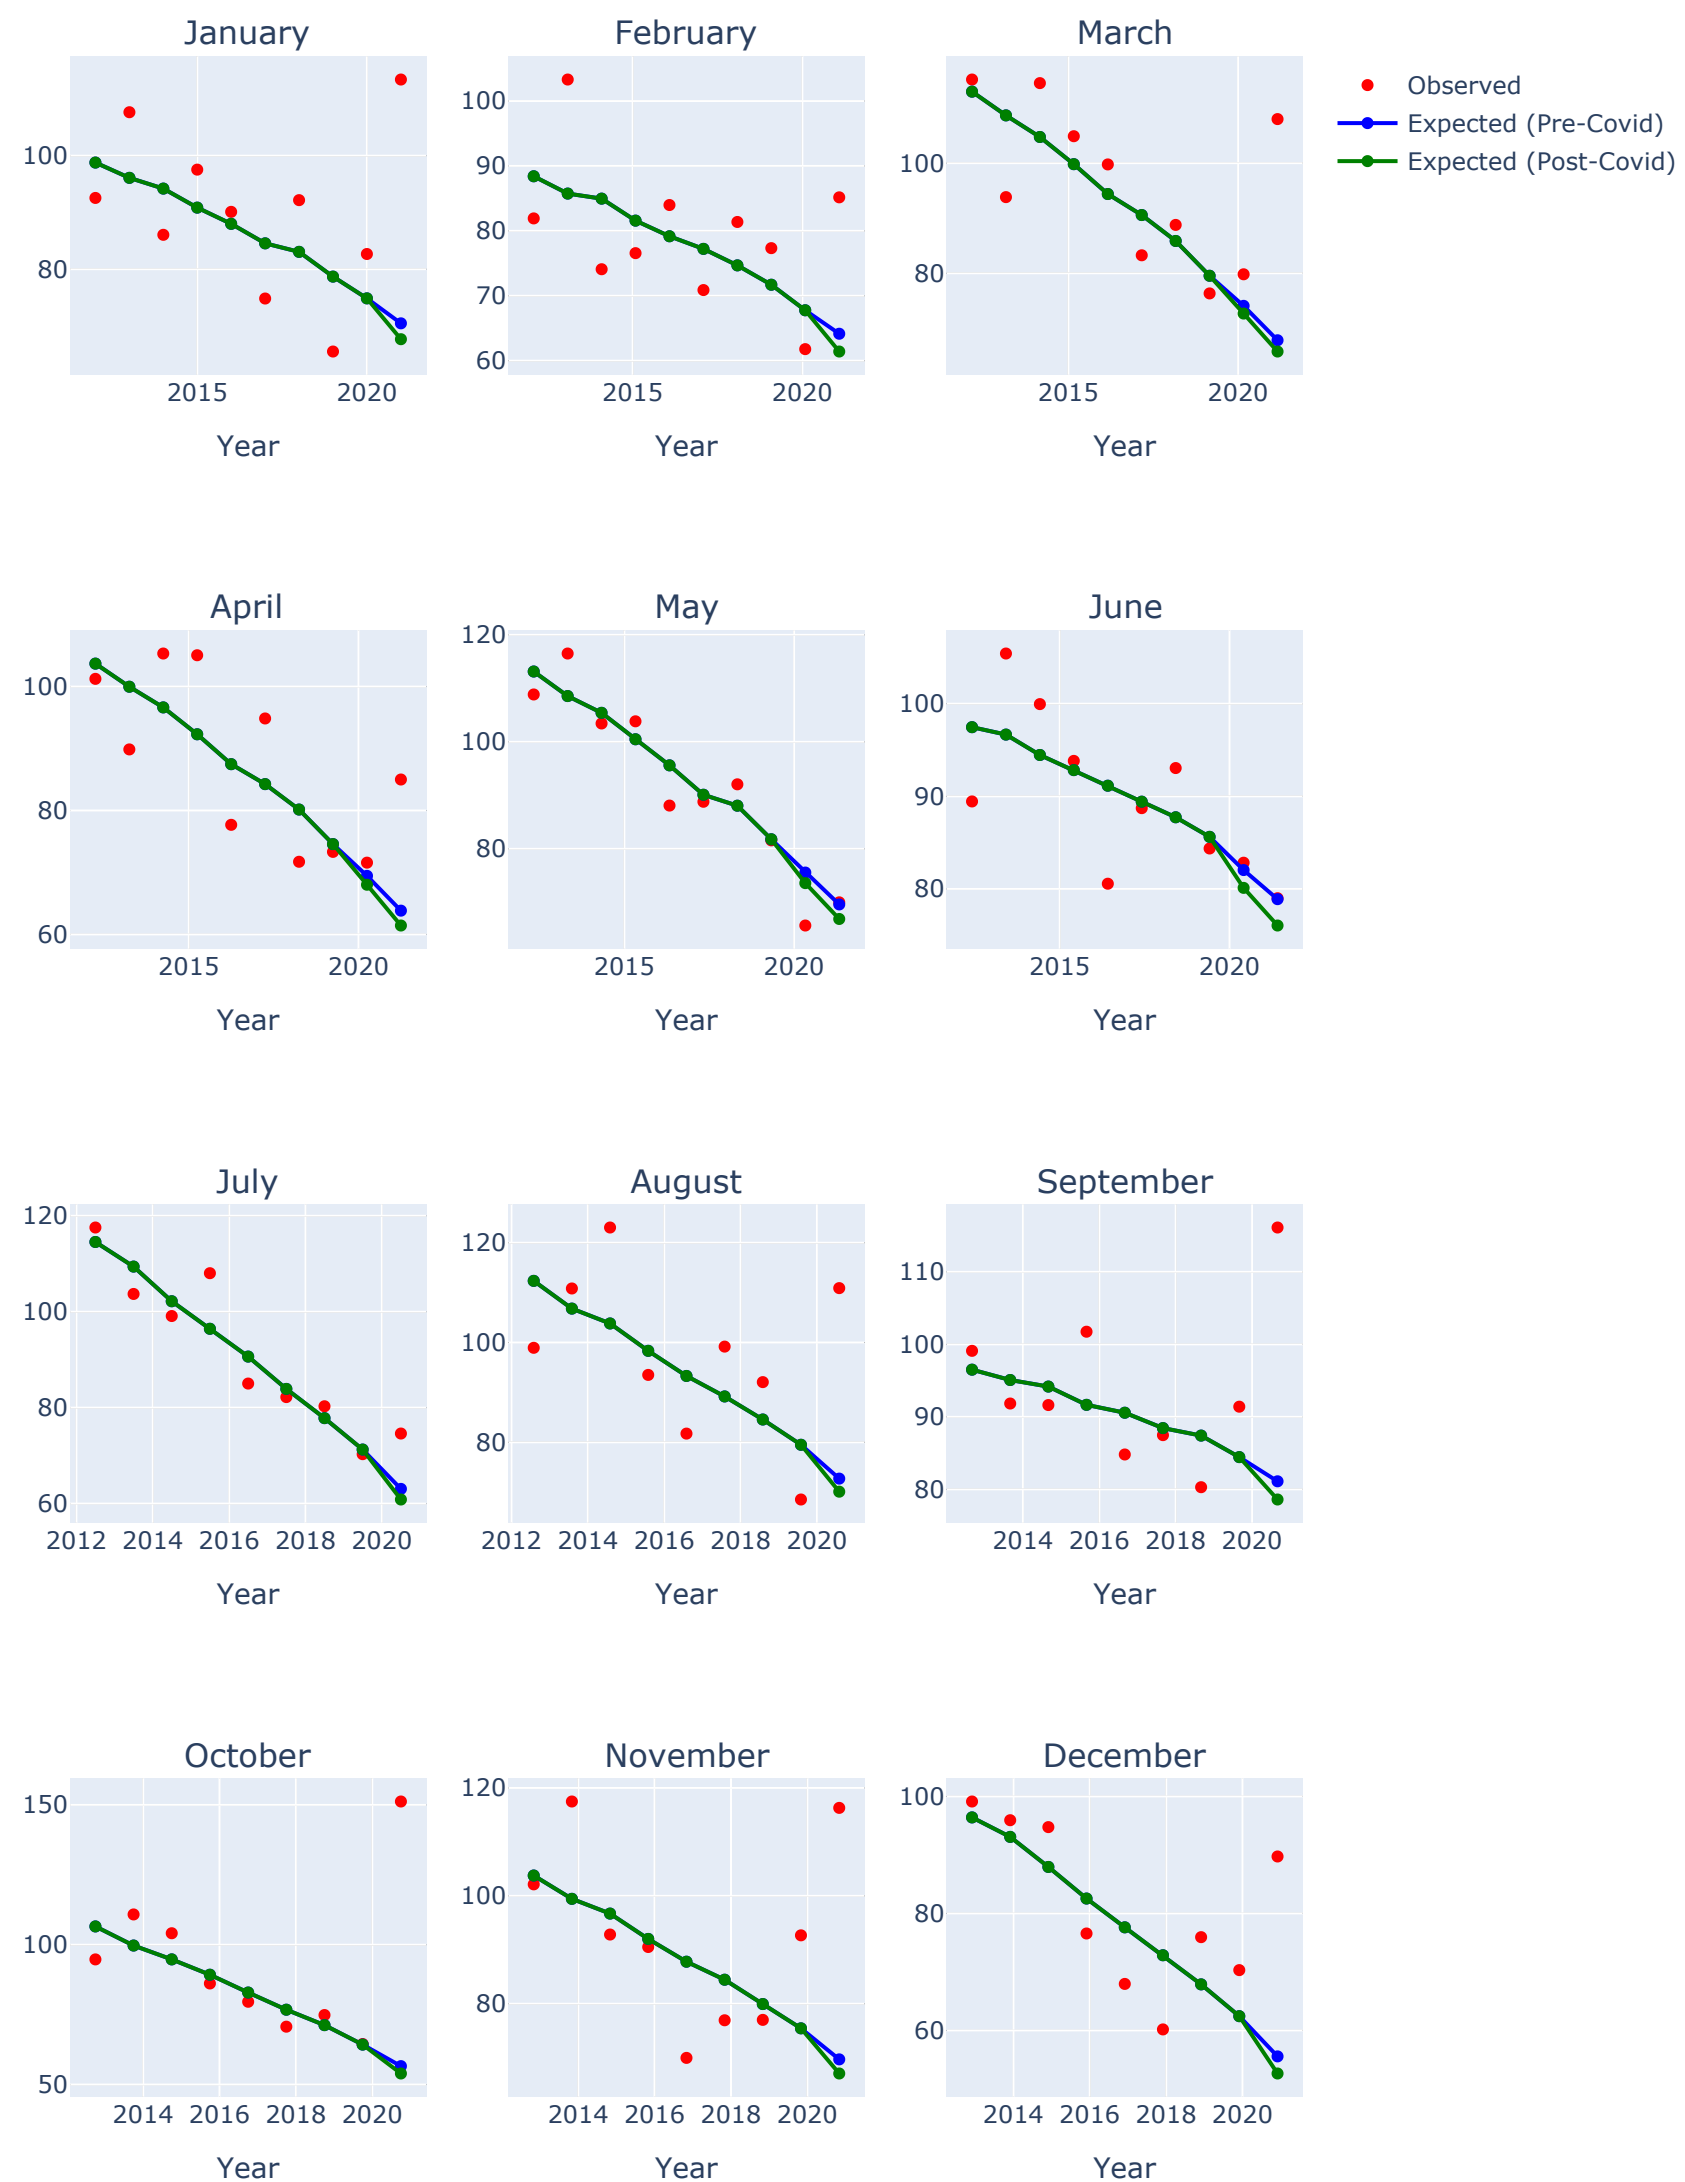 January
February
March
100
80
100
90
80
70
60
100
80
Observed
Expected (Pre-Covid)
Expected (Post-Covid)
2015 2020
2015 2020
2015 2020
Year
Year
Year
April
May
June
100
80
60
120
100
80
100
90
80
2015 2020
2015 2020
2015 2020
Year
Year
Year
July
August
September
120
100
80
60
120
100
80
110
100
90
80
2012 2014 2016 2018 2020
2012 2014 2016 2018 2020
2014 2016 2018 2020
Year
Year
Year
October
November
December
150
100
50
120
100
80
100
80
60
2014 2016 2018 2020
2014 2016 2018 2020
2014 2016 2018 2020
Year
Year
Year